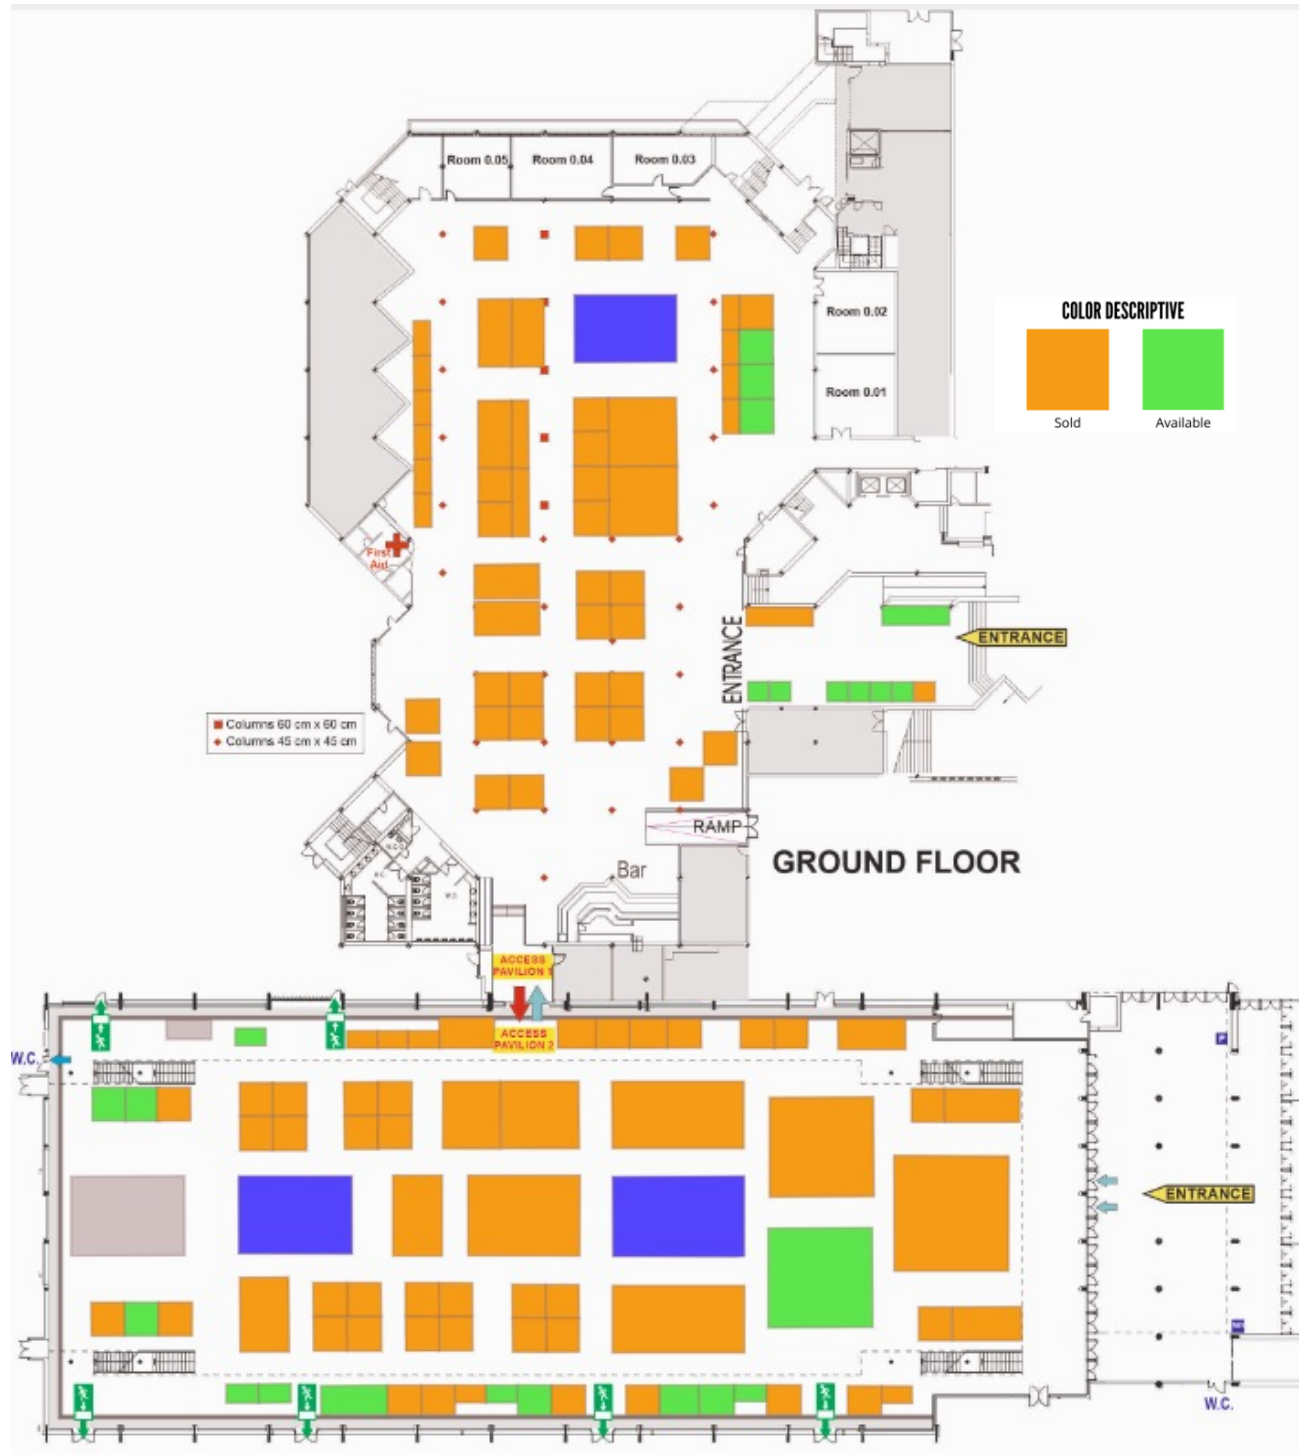 Room 0.05
Room 0.04
Room 0.03
Room 0.02
Room 0.01
COLOR DESCRIPTIVE
Sold
Available
First
Aid
ENTRANCE
ENTRANCE
Columns 60 cm x 60 cm
Columns 45 cm x 45 cm
RAMP
GROUND FLOOR
Bar
W.C.
W.C.
W.C.
ACCESS
PAVILION 1
ACCESS
PAVILION 2
W.C.
P
ENTRANCE
W.C.